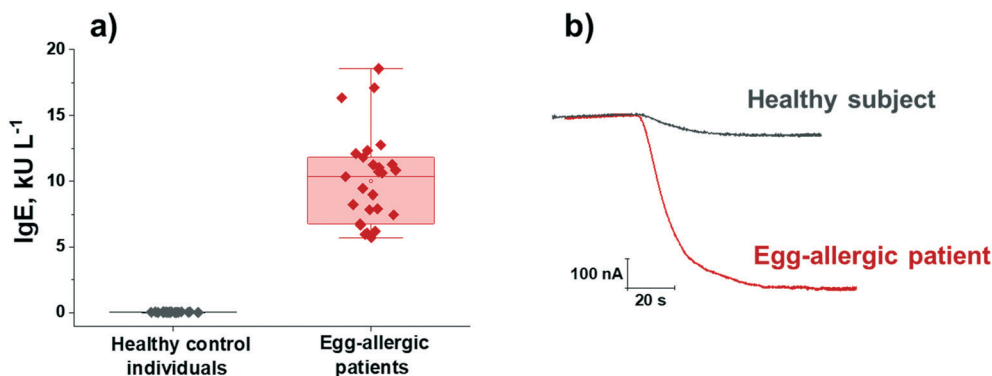 a)
20
15
10
5
0
IgE, kU L-1
Healthy control
individuals
Egg-allergic
patients
b)
Healthy subject
Egg-allergic patient
100 nA
20 s